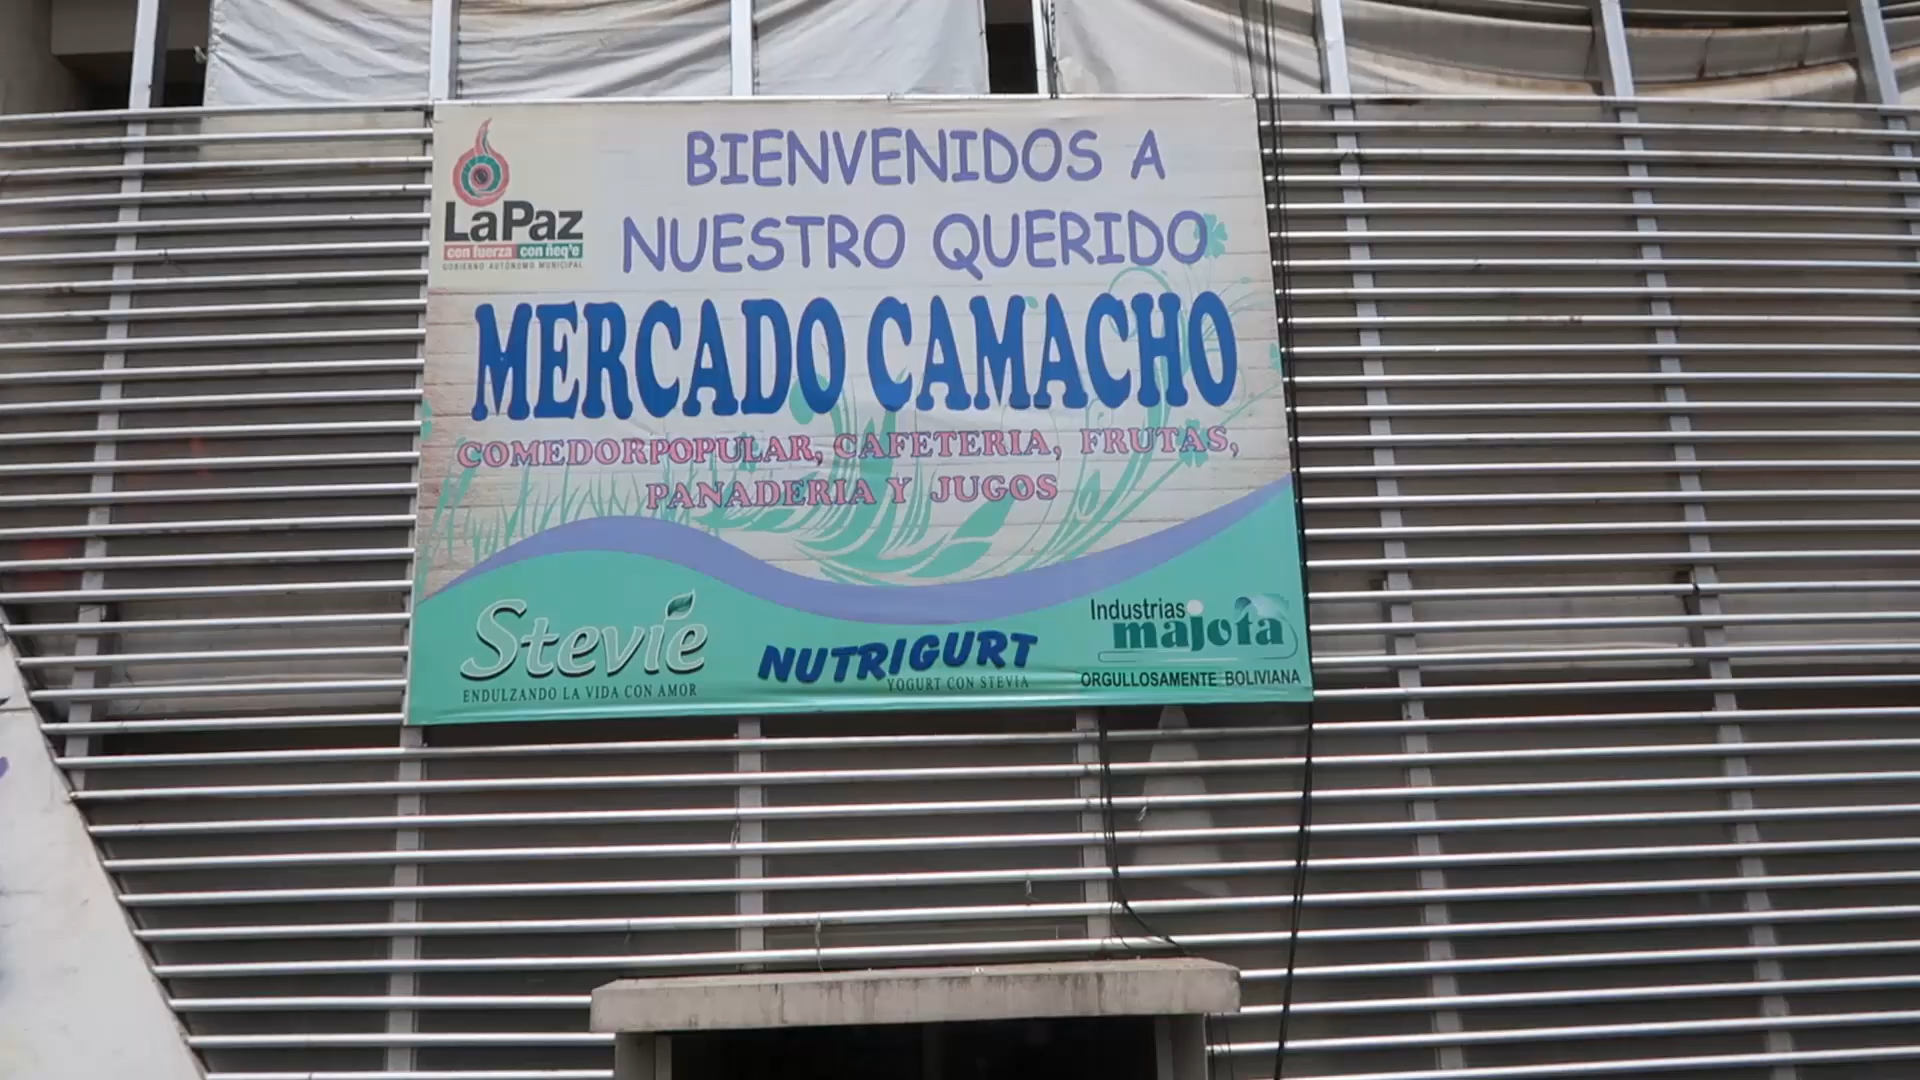 BIENVENIDOS A
NUESTRO QUERIDO
LaPaz
con fuerza con ñeq'e
GOBIERNO AUTÓNOMO MUNICIPAL
MERCADO CAMACHO
COMEDORPOPULAR, CAFETERIA, FRUTAS,
PANADERIA Y JUGOS
Stevie
ENDULZANDO LA VIDA CON AMOR
NUTRIGURT
YOGURT CON STEVIA
Industrias
majofa
ORGULLOSAMENTE BOLIVIANA